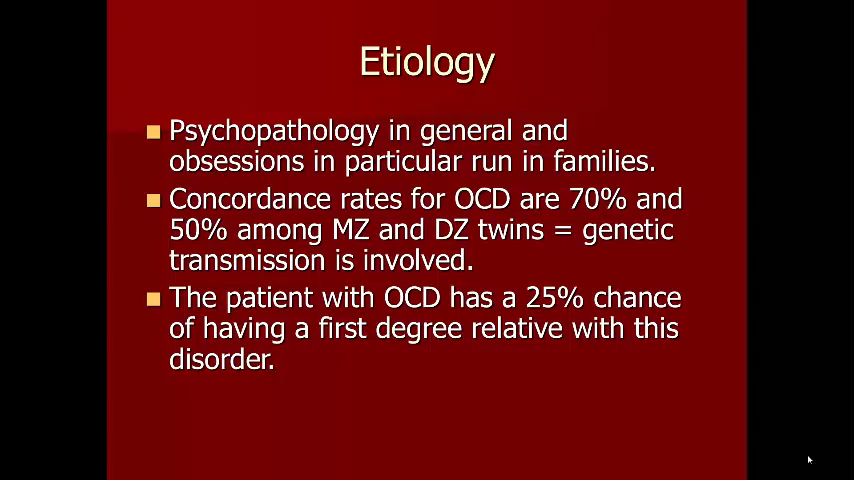 Etiology
Psychopathology in general and
obsessions in particular run in families.
Concordance rates for OCD are 70% and
50% among MZ and DZ twins = genetic
transmission is involved.
The patient with OCD has a 25% chance
of having a first degree relative with this
disorder.